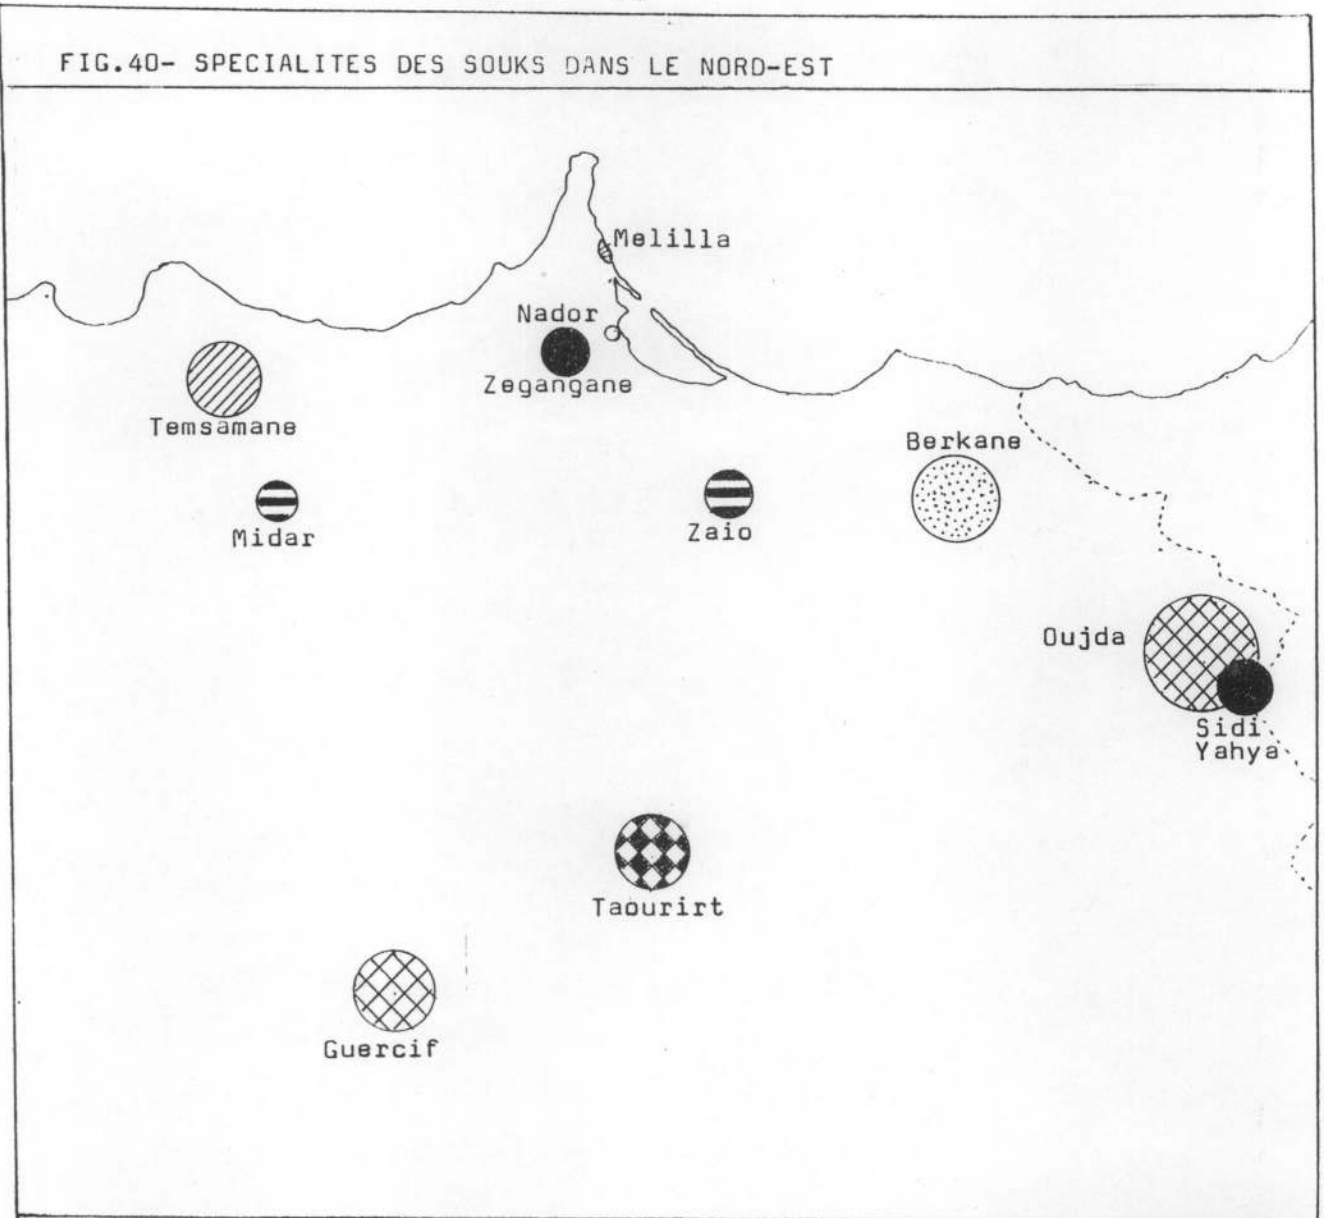 FIG.40- SPECIALITES DES SOUKS DANS LE NORD-EST
Melilla
Nador
Zegangane
Temsamane
Berkane
Midar
Zaio
Oujda
Sidi
Yahya
Taourirt
Guercif